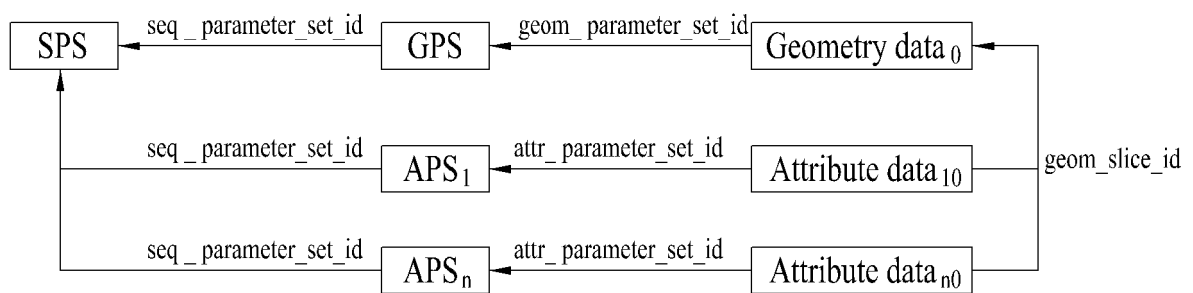 SPS seq _ parameter_set_id GPS geom_ parameter_set_id Geometry data 0
seq _ parameter_set_id APS 1 attr_ parameter_set_id Attribute data 10 geom_slice_id
seq _ parameter_set_id APS n attr_ parameter_set_id Attribute data n0